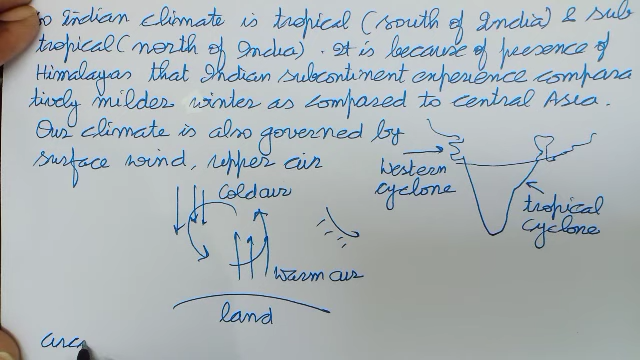 so Indian climate is tropical (south of India) & sub
tropical (north of India). It is because of presence of
Himalayas that Indian subcontinent experience compara
tively milder winter as compared to central Asia.
Our climate is also governed by
surface wind, upper air
Western
cyclone
tropical
cyclone
Cold air
Warm air
land